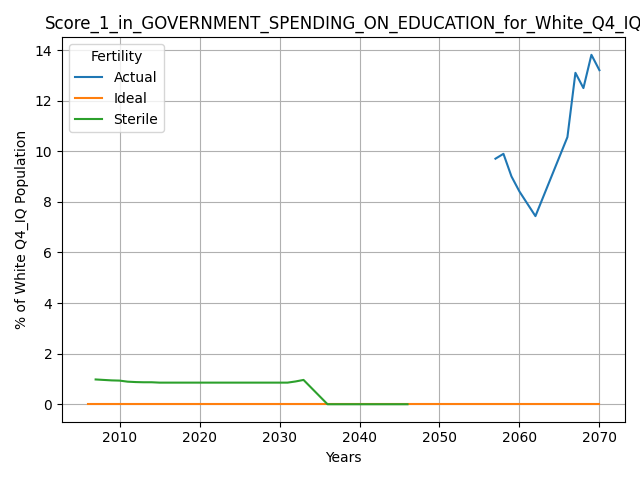 Score_1_in_GOVERNMENT_SPENDING_ON_EDUCATION_for_White_Q4_IQ
Fertility
Actual
Ideal
Sterile
14
12
10
8
6
4
2
0
% of White Q4_IQ Population
2010
2020
2030
2040
2050
2060
2070
Years